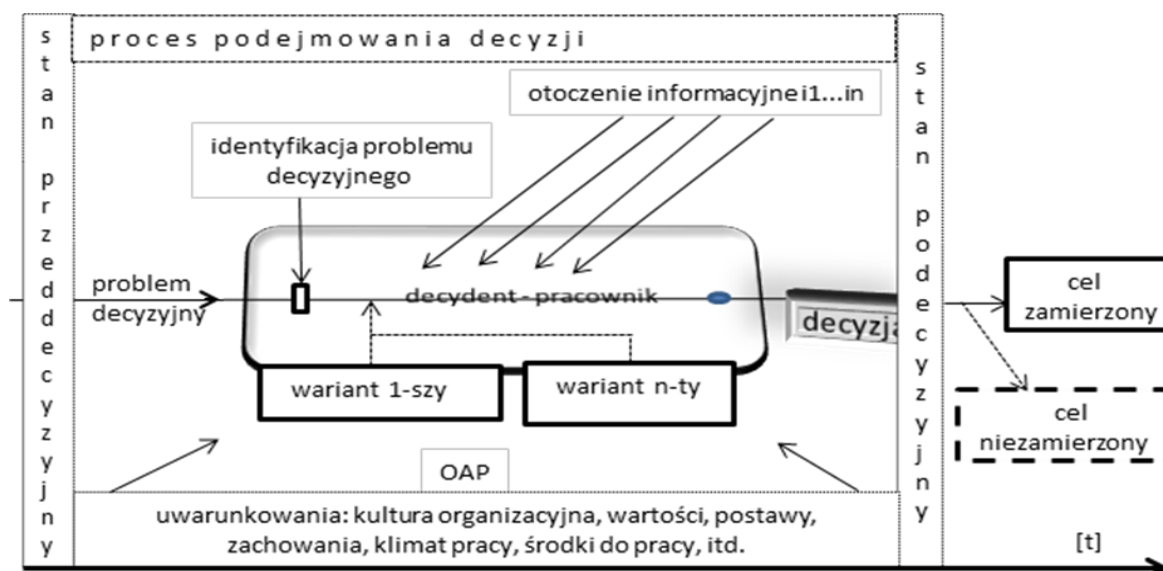 stan przeddecyzyjny
proces podejmowania decyzji
otoczenie informacyjne i1...in
identyfikacja problemu
decyzyjnego
problem
decyzyjny
decydent - pracownik
decyzja
wariant 1-szy
wariant n-ty
OAP
uwarunkowania: kultura organizacyjna, wartości, postawy,
zachowania, klimat pracy, środki do pracy, itd.
stan podecyzyjny
cel
zamierzony
cel
niezamierzony
[t]